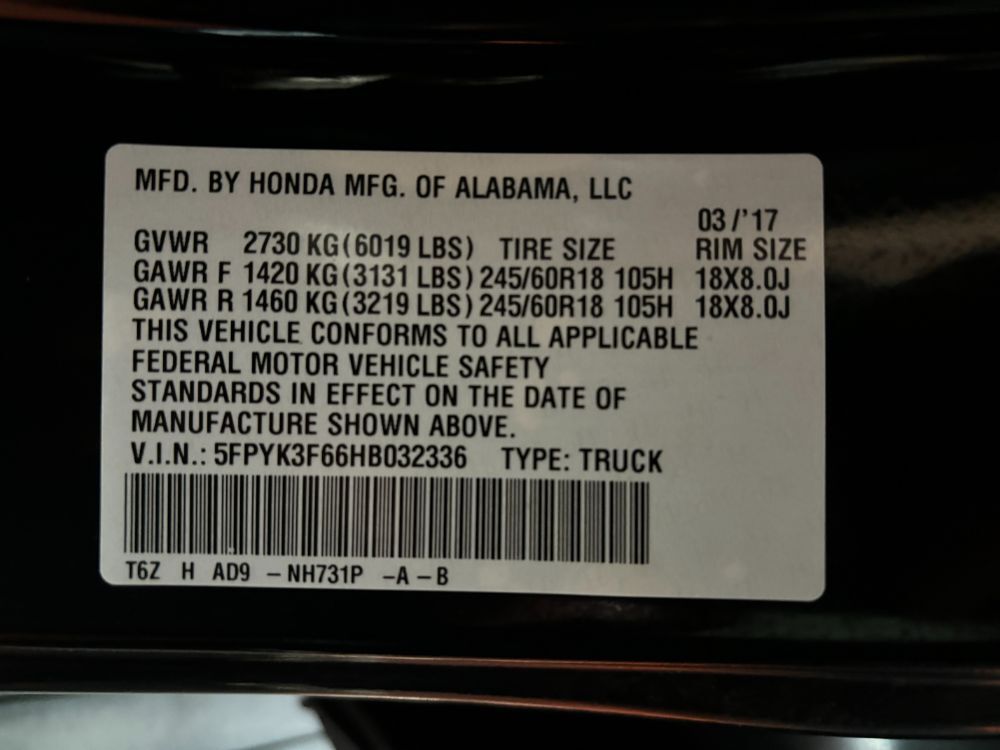 MFD. BY HONDA MFG. OF ALABAMA, LLC
03/'17
GVWR 2730 KG(6019 LBS) TIRE SIZE RIM SIZE
GAWR F 1420 KG(3131 LBS) 245/60R18 105H 18X8.0J
GAWR R 1460 KG(3219 LBS) 245/60R18 105H 18X8.0J
THIS VEHICLE CONFORMS TO ALL APPLICABLE
FEDERAL MOTOR VEHICLE SAFETY
STANDARDS IN EFFECT ON THE DATE OF
MANUFACTURE SHOWN ABOVE.
V.I.N.: 5FPYK3F66HB032336 TYPE: TRUCK
T6Z H AD9 -NH731P -A-B